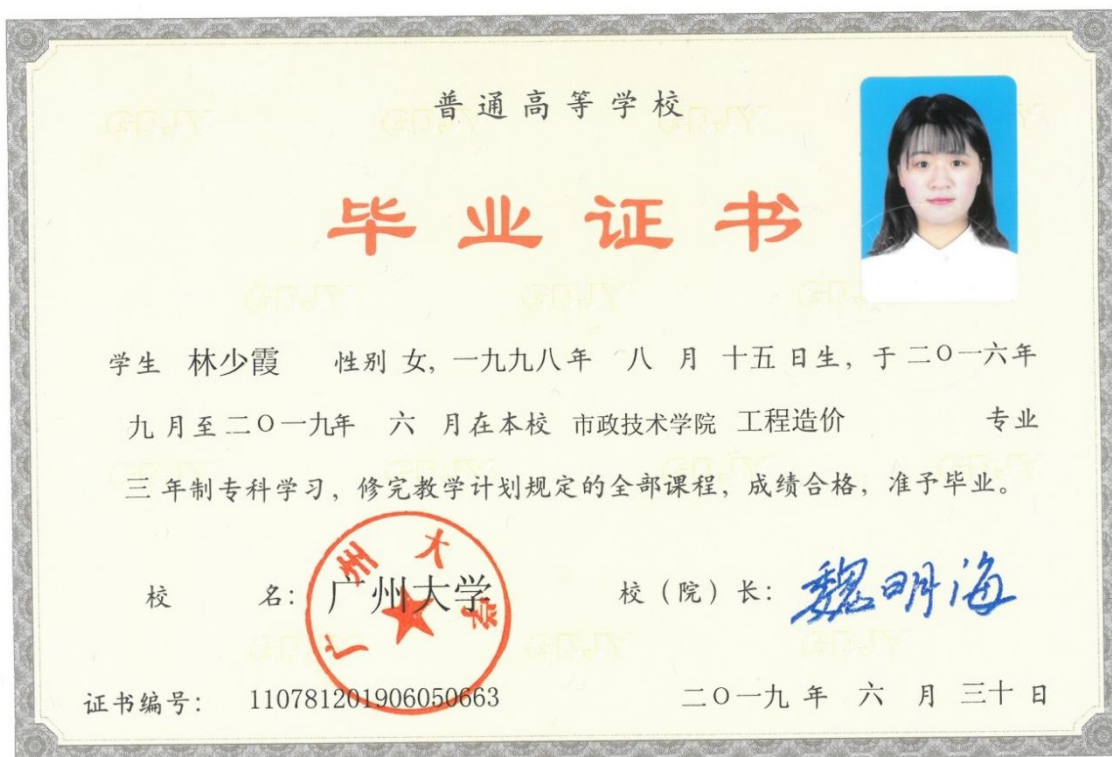 普通高等学校
毕业证书
学生 林少霞 性别 女, 一九九八年 八 月 十五 日生, 于 二〇一六年
九 月至 二〇一九年 六 月在本校 市政技术学院 工程造价 专业
三 年制专科学习, 修完教学计划规定的全部课程, 成绩合格, 准予毕业。
校 名: 广州大学
广州大学
校(院)长: 魏明海
证书编号: 110781201906050663
二〇一九 年 六 月 三十 日